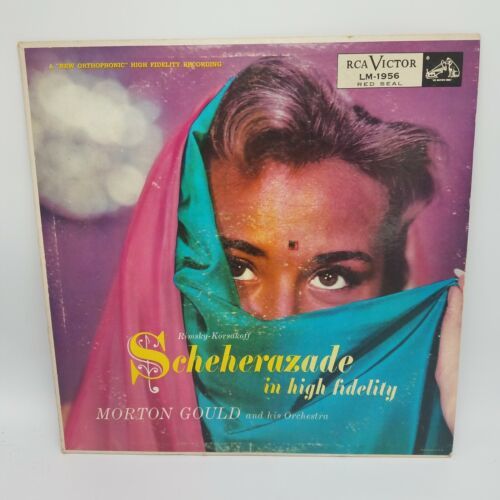 A "NEW ORTHOPHONIC" HIGH FIDELITY RECORDING
RCA VICTOR
LM-1956
RED SEAL
Rimsky-Korsakoff
Scheherazade
in high fidelity
MORTON GOULD and his Orchestra